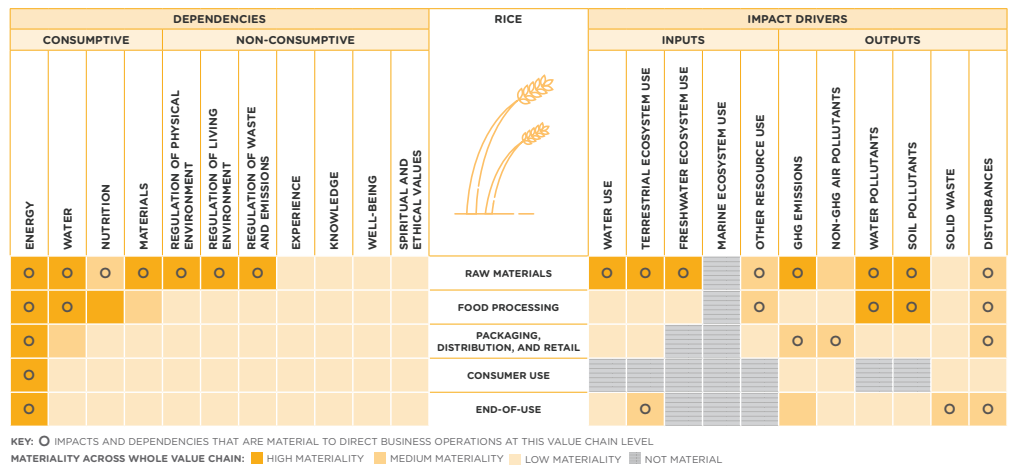 DEPENDENCIES
RICE
IMPACT DRIVERS
CONSUMPTIVE
NON-CONSUMPTIVE
INPUTS
OUTPUTS
ENERGY
WATER
NUTRITION
MATERIALS
REGULATION OF PHYSICAL
ENVIRONMENT
REGULATION OF LIVING
ENVIRONMENT
REGULATION OF WASTE
AND EMISSIONS
EXPERIENCE
KNOWLEDGE
WELL-BEING
SPIRITUAL AND
ETHICAL VALUES
WATER USE
TERRESTRIAL ECOSYSTEM USE
FRESHWATER ECOSYSTEM USE
MARINE ECOSYSTEM USE
OTHER RESOURCE USE
GHG EMISSIONS
NON-GHG AIR POLLUTANTS
WATER POLLUTANTS
SOIL POLLUTANTS
SOLID WASTE
DISTURBANCES
RAW MATERIALS
FOOD PROCESSING
PACKAGING,
DISTRIBUTION, AND RETAIL
CONSUMER USE
END-OF-USE
KEY: O IMPACTS AND DEPENDENCIES THAT ARE MATERIAL TO DIRECT BUSINESS OPERATIONS AT THIS VALUE CHAIN LEVEL
MATERIALITY ACROSS WHOLE VALUE CHAIN: HIGH MATERIALITY MEDIUM MATERIALITY LOW MATERIALITY NOT MATERIAL